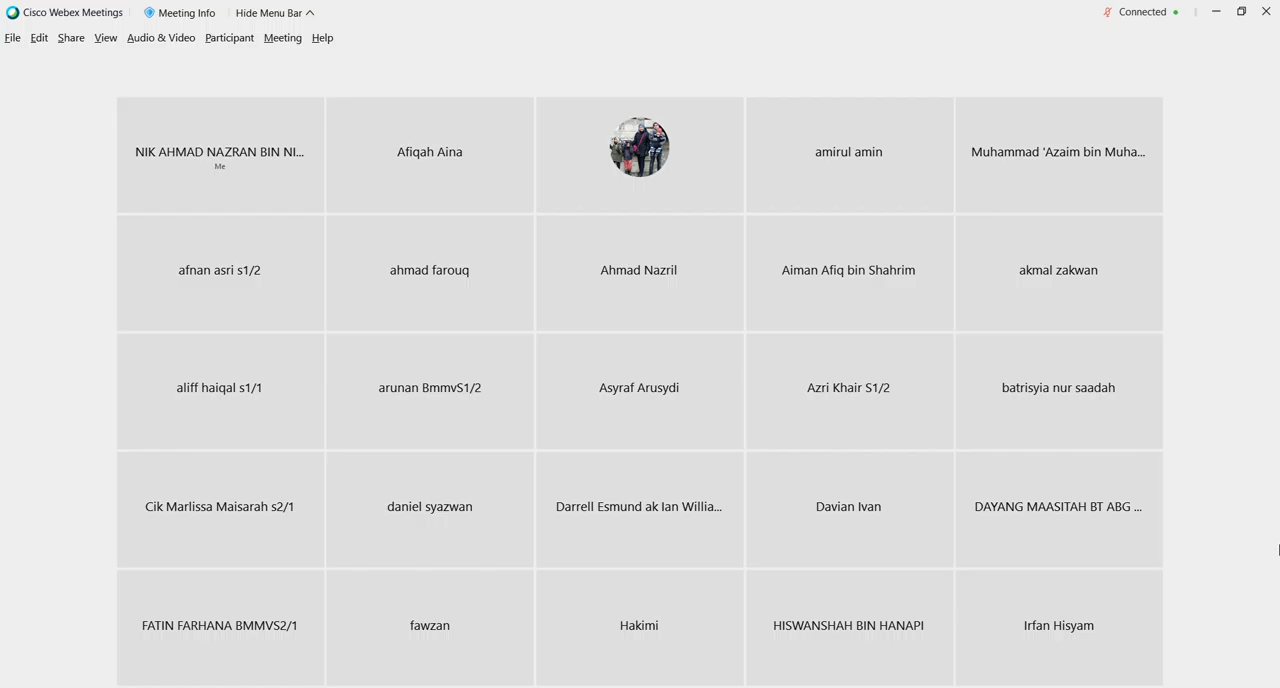 Cisco Webex Meetings Meeting Info Hide Menu Bar Connected
File Edit Share View Audio & Video Participant Meeting Help
NIK AHMAD NAZRAN BIN NI... Afiqah Aina amirul amin Muhammad 'Azaim bin Muha...
Me
afnan asri s1/2 ahmad farouq Ahmad Nazril Aiman Afiq bin Shahrim akmal zakwan
aliff haiqal s1/1 arunan BmmvS1/2 Asyraf Arusydi Azri Khair S1/2 batrisyia nur saadah
Cik Marlissa Maisarah s2/1 daniel syazwan Darrell Esmund ak Ian Willia... Davian Ivan DAYANG MAASITAH BT ABG ...
FATIN FARHANA BMMVS2/1 fawzan Hakimi HISWANSHAH BIN HANAPI Irfan Hisyam